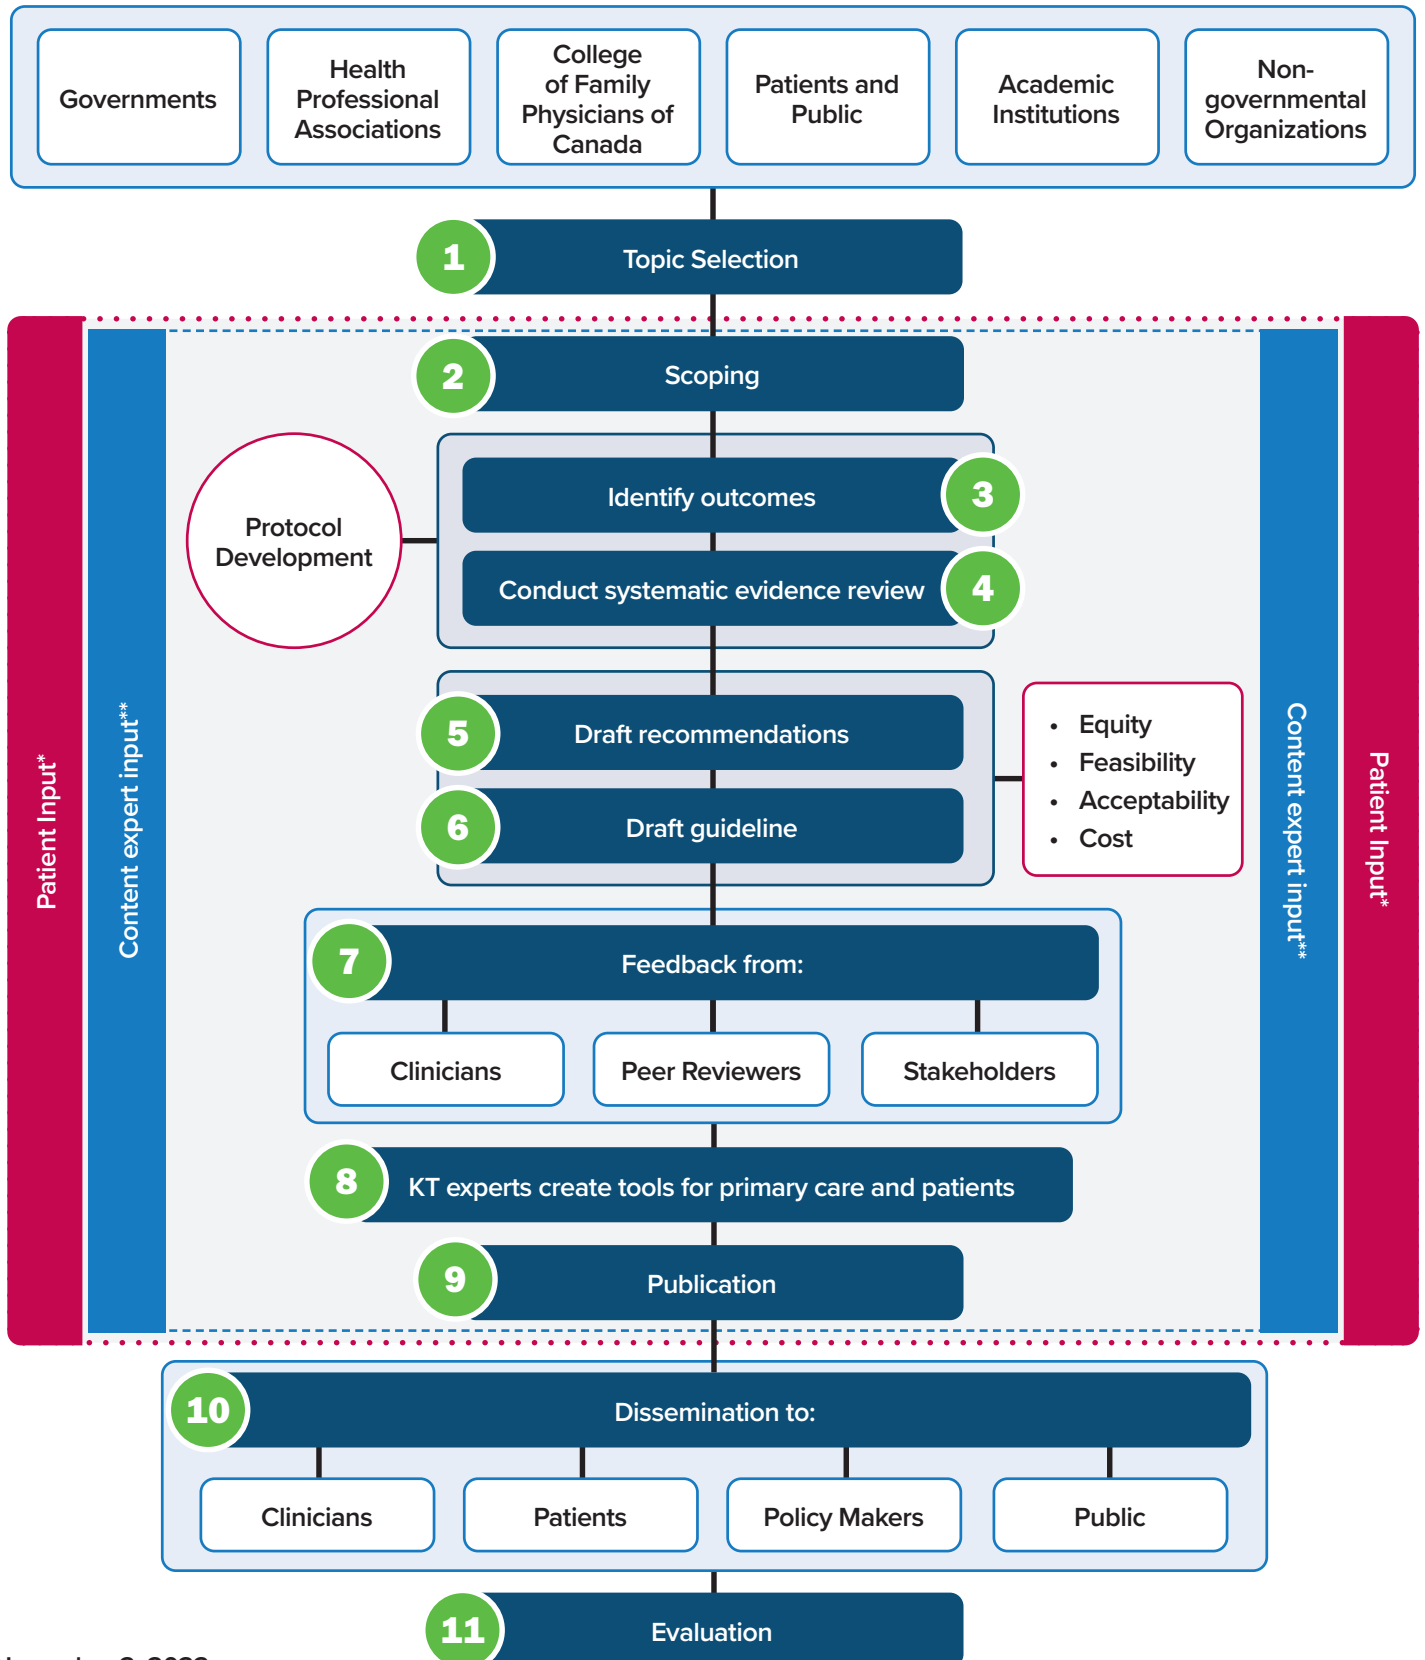 Governments
Health
Professional
Associations
College
of Family
Physicians of
Canada
Patients and
Public
Academic
Institutions
Non-
governmental
Organizations
1
Topic Selection
2
Scoping
Protocol
Development
Identify outcomes
3
Conduct systematic evidence review
4
5
Draft recommendations
6
Draft guideline
• Equity
• Feasibility
• Acceptability
• Cost
Patient Input*
Content expert input**
Content expert input**
Patient Input*
7
Feedback from:
Clinicians
Peer Reviewers
Stakeholders
8
KT experts create tools for primary care and patients
9
Publication
10
Dissemination to:
Clinicians
Patients
Policy Makers
Public
11
Evaluation